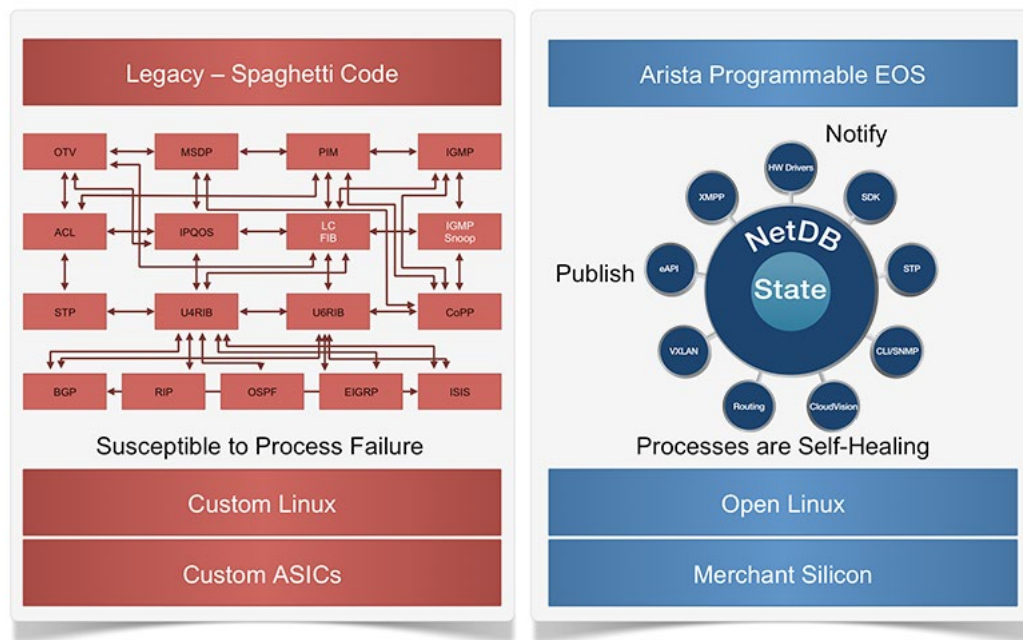 Legacy – Spaghetti Code
OTV
MSDP
PIM
IGMP
ACL
IPQOS
LC
FIB
IGMP
Snoop
STP
U4RIB
U6RIB
CoPP
BGP
RIP
OSPF
EIGRP
ISIS
Susceptible to Process Failure
Custom Linux
Custom ASICs
Arista Programmable EOS
Notify
HW Drivers
XMPP
SDK
NetDB
Publish
eAPI
State
STP
VXLAN
CLI/SNMP
Routing
CloudVision
Processes are Self-Healing
Open Linux
Merchant Silicon